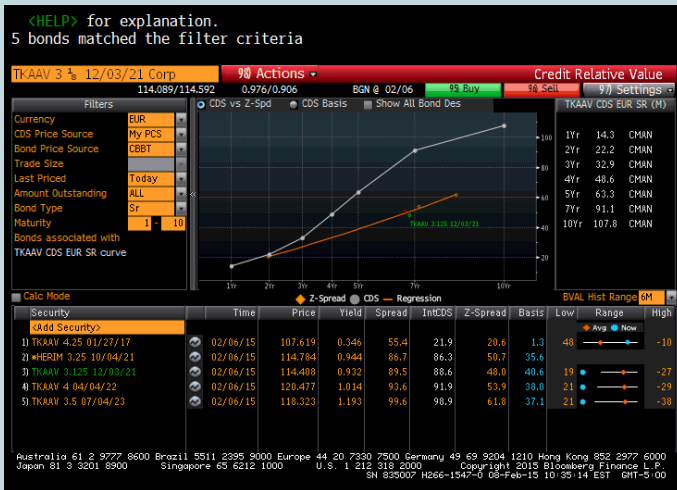 <HELP> for explanation.
5 bonds matched the filter criteria
TKAAV 3 ⅛ 12/03/21 Corp 98) Actions Credit Relative Value
114.089/114.592 0.976/0.906 BGN @ 02/06 95) Buy 96) Sell 97) Settings
Filters CDS vs Z-Spd CDS Basis Show All Bond Des TKAAV CDS EUR SR (M)
Currency EUR
CDS Price Source My PCS
Bond Price Source CBBT
Trade Size
Last Priced Today
Amount Outstanding ALL
Bond Type Sr
Maturity 1 - 10
Bonds associated with
TKAAV CDS EUR SR curve
«
100
80
60
40
20
TKAAV 3.125 12/03/21
1Yr 2Yr 3Yr 4Yr 5Yr 7Yr 10Yr
1Yr 14.3 CMAN
2Yr 22.2 CMAN
3Yr 32.9 CMAN
4Yr 48.6 CMAN
5Yr 63.3 CMAN
7Yr 91.1 CMAN
10Yr 107.8 CMAN
Calc Mode Z-Spread CDS Regression BVAL Hist Range 6M
Security Time Price Yield Spread IntCDS Z-Spread Basis Low Range High
<Add Security> Avg Now
1) TKAAV 4.25 01/27/17 02/06/15 107.619 0.346 55.4 21.9 20.6 1.3 48 -10
2) *HERIM 3.25 10/04/21 02/06/15 114.784 0.944 86.7 86.3 50.7 35.6
3) TKAAV 3.125 12/03/21 02/06/15 114.408 0.932 89.5 88.6 48.0 40.6 19 -27
4) TKAAV 4 04/04/22 02/06/15 120.477 1.014 93.6 91.9 53.9 38.0 21 -29
5) TKAAV 3.5 07/04/23 02/06/15 118.323 1.193 99.6 98.9 61.8 37.1 21 -38
Australia 61 2 9777 8600 Brazil 5511 2395 9000 Europe 44 20 7330 7500 Germany 49 69 9204 1210 Hong Kong 852 2977 6000
Japan 81 3 3201 8900 Singapore 65 6212 1000 U.S. 1 212 318 2000 Copyright 2015 Bloomberg Finance L.P.
SN 835007 H266-1547-0 08-Feb-15 10:35:14 EST GMT-5:00